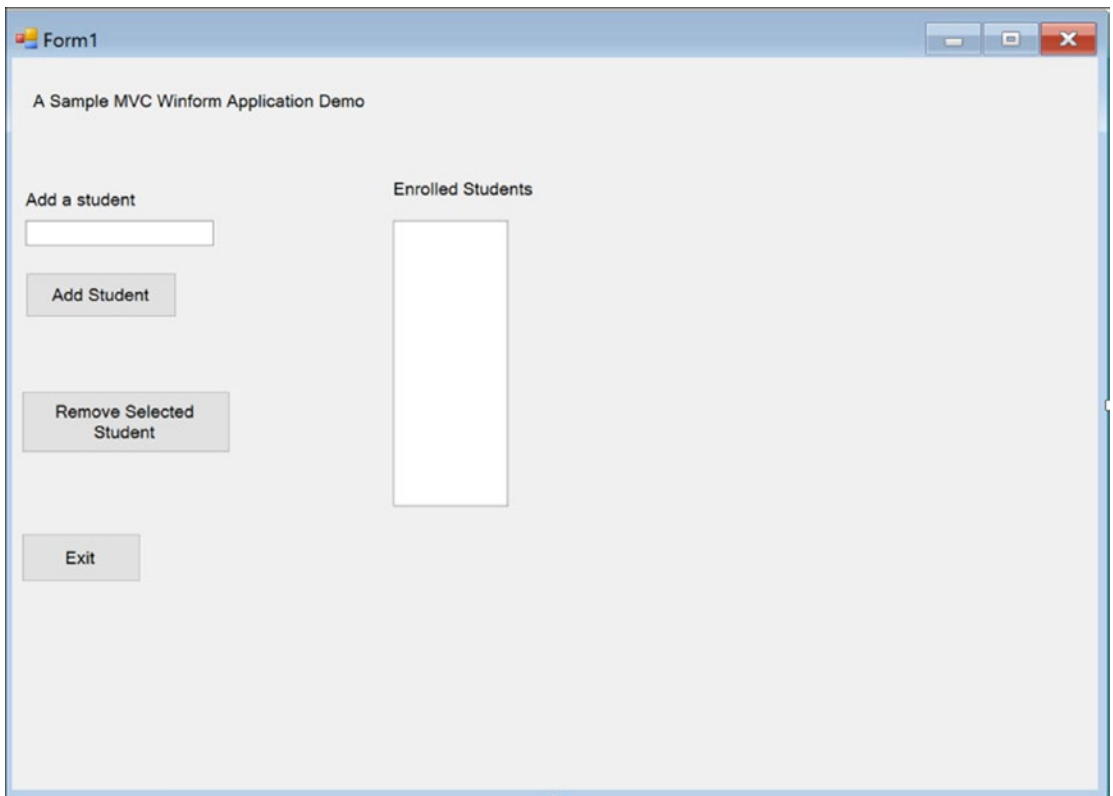 Form1
A Sample MVC Winform Application Demo
Add a student
Enrolled Students
Add Student
Remove Selected
Student
Exit